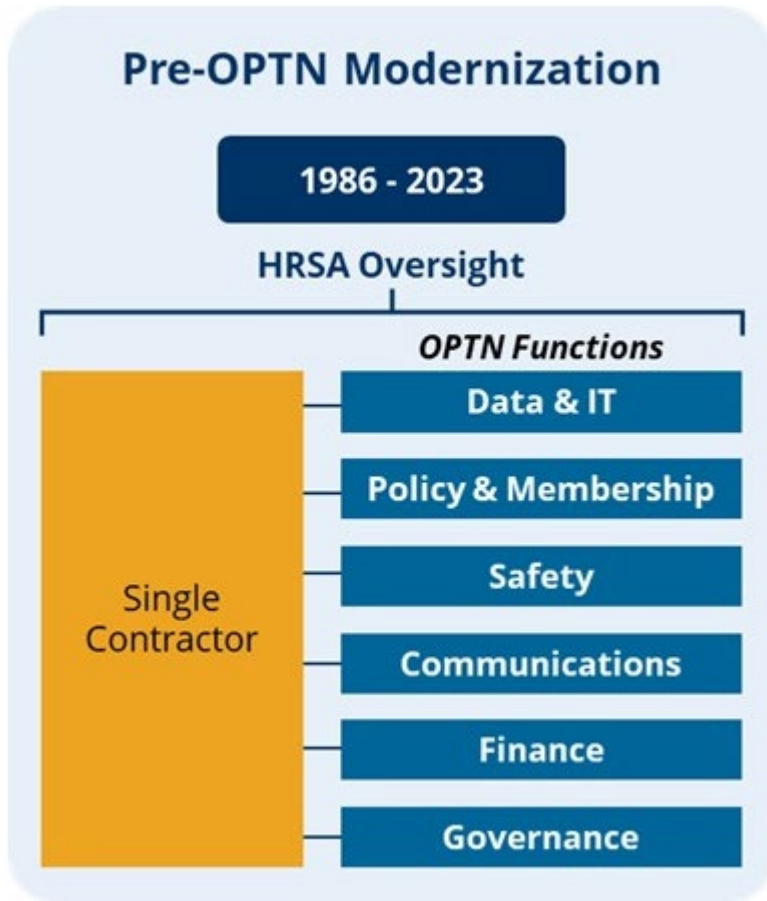 Pre-OPTN Modernization
1986 - 2023
HRSA Oversight
OPTN Functions
Single
Contractor
Data & IT
Policy & Membership
Safety
Communications
Finance
Governance